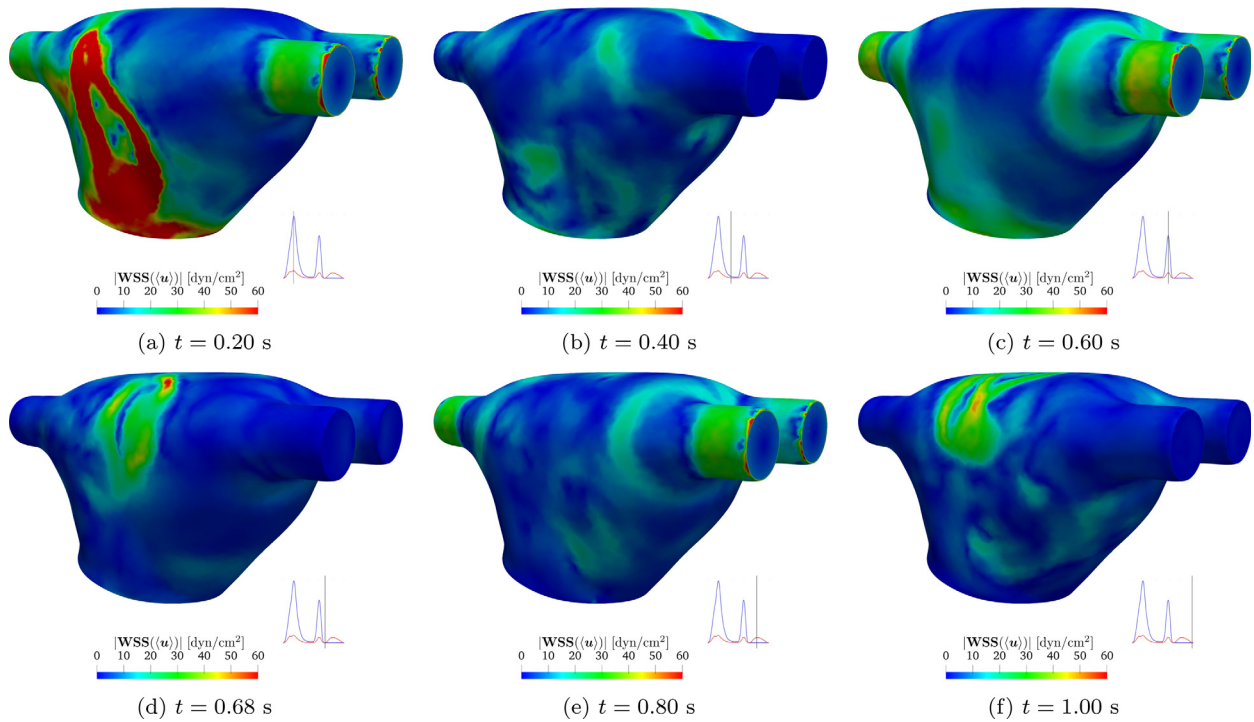 |WSS(⟨u⟩)| [dyn/cm²]
0 10 20 30 40 50 60
(a) t = 0.20 s
|WSS(⟨u⟩)| [dyn/cm²]
0 10 20 30 40 50 60
(b) t = 0.40 s
|WSS(⟨u⟩)| [dyn/cm²]
0 10 20 30 40 50 60
(c) t = 0.60 s
|WSS(⟨u⟩)| [dyn/cm²]
0 10 20 30 40 50 60
(d) t = 0.68 s
|WSS(⟨u⟩)| [dyn/cm²]
0 10 20 30 40 50 60
(e) t = 0.80 s
|WSS(⟨u⟩)| [dyn/cm²]
0 10 20 30 40 50 60
(f) t = 1.00 s